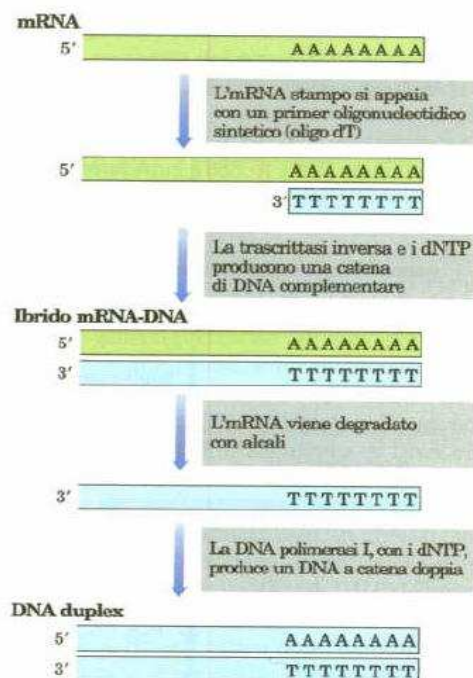 mRNA
5′ AAAAAAAA
L'mRNA stampo si appaia
con un primer oligonucleotidico
sintetico (oligo dT)
5′ AAAAAAAA
3′ TTTTTTTT
La trascrittasi inversa e i dNTP
producono una catena
di DNA complementare
Ibrido mRNA-DNA
5′ AAAAAAAA
3′ TTTTTTTT
L'mRNA viene degradato
con alcali
3′ TTTTTTTT
La DNA polimerasi I, con i dNTP,
produce un DNA a catena doppia
DNA duplex
5′ AAAAAAAA
3′ TTTTTTTT